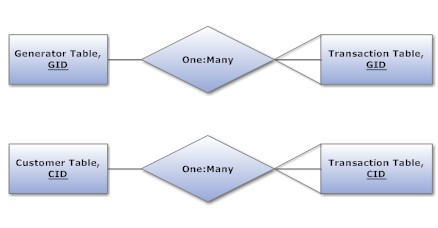 Generator Table,
GID
One:Many
Transaction Table,
GID
Customer Table,
CID
One:Many
Transaction Table,
CID